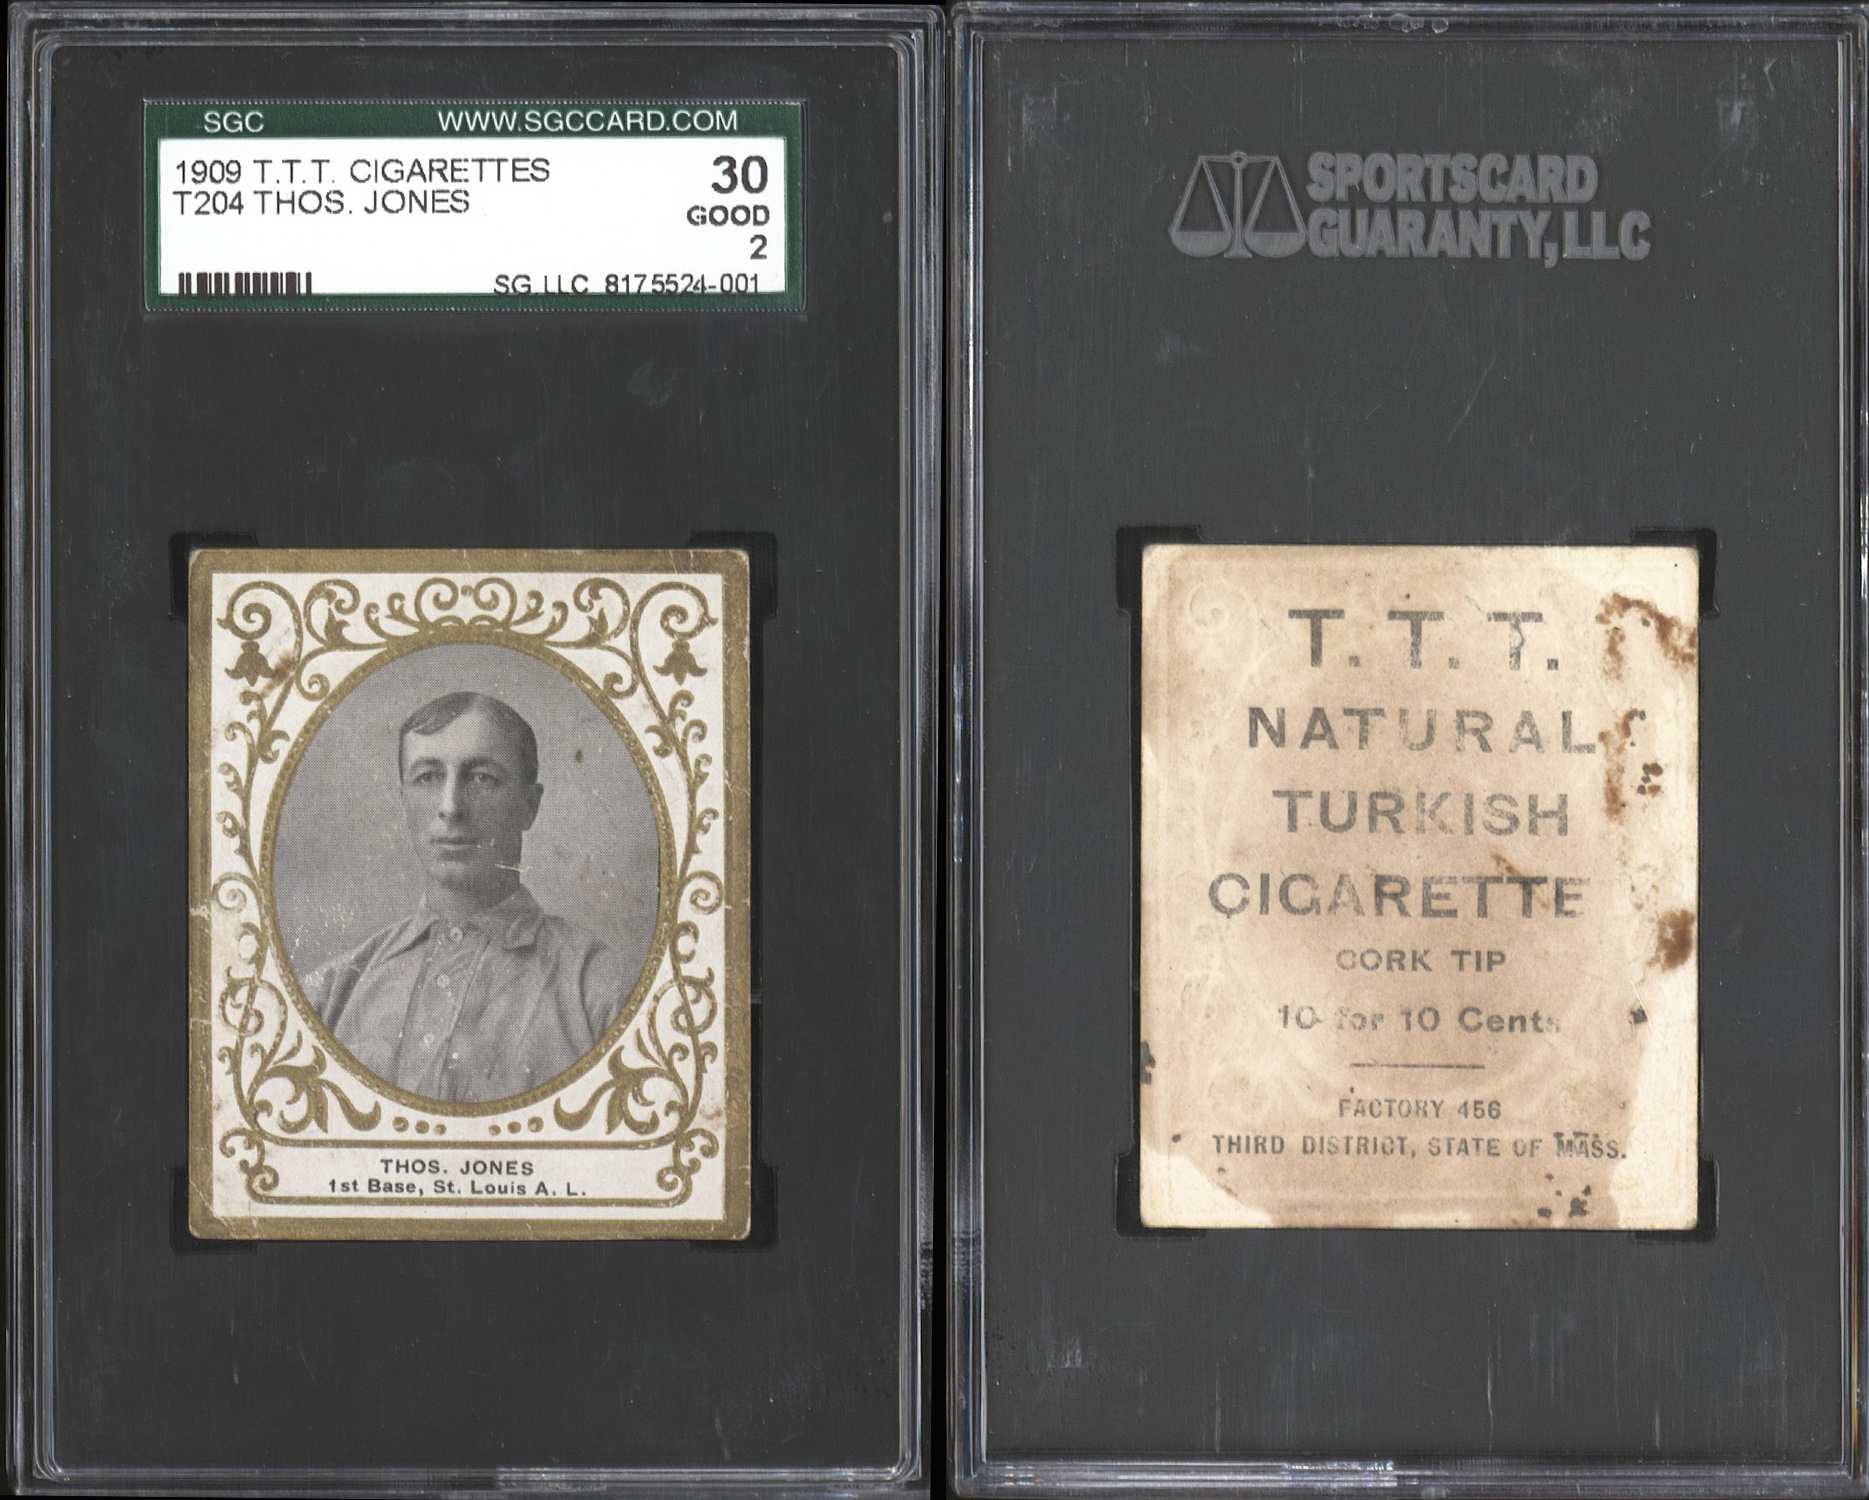 SGC WWW.SGCCARD.COM
1909 T.T.T. CIGARETTES 30
T204 THOS. JONES GOOD
2
SG.LLC 8175524-001
THOS. JONES
1st Base, St. Louis A. L.
SPORTSCARD
GUARANTY, LLC
T. T. T.
NATURAL
TURKISH
CIGARETTE
CORK TIP
10 for 10 Cents
FACTORY 456
THIRD DISTRICT, STATE OF MASS.